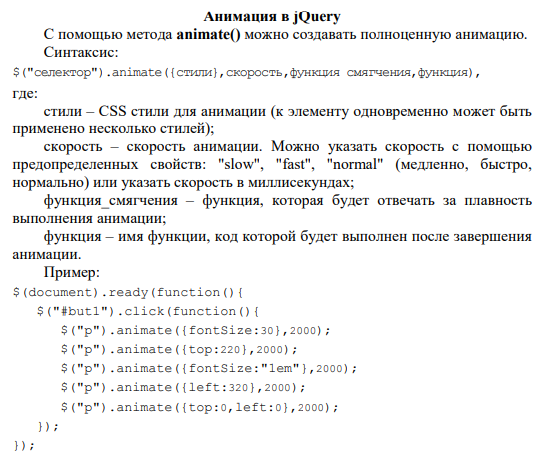 Анимация в jQuery
С помощью метода animate() можно создавать полноценную анимацию.
Синтаксис:
$("селектор").animate({стили},скорость,функция смягчения,функция),
где:
стили – CSS стили для анимации (к элементу одновременно может быть
применено несколько стилей);
скорость – скорость анимации. Можно указать скорость с помощью
предопределенных свойств: "slow", "fast", "normal" (медленно, быстро,
нормально) или указать скорость в миллисекундах;
функция_смягчения – функция, которая будет отвечать за плавность
выполнения анимации;
функция – имя функции, код которой будет выполнен после завершения
анимации.
Пример:
$(document).ready(function(){
$("#but1").click(function(){
$("p").animate({fontSize:30},2000);
$("p").animate({top:220},2000);
$("p").animate({fontSize:"1em"},2000);
$("p").animate({left:320},2000);
$("p").animate({top:0,left:0},2000);
});
});